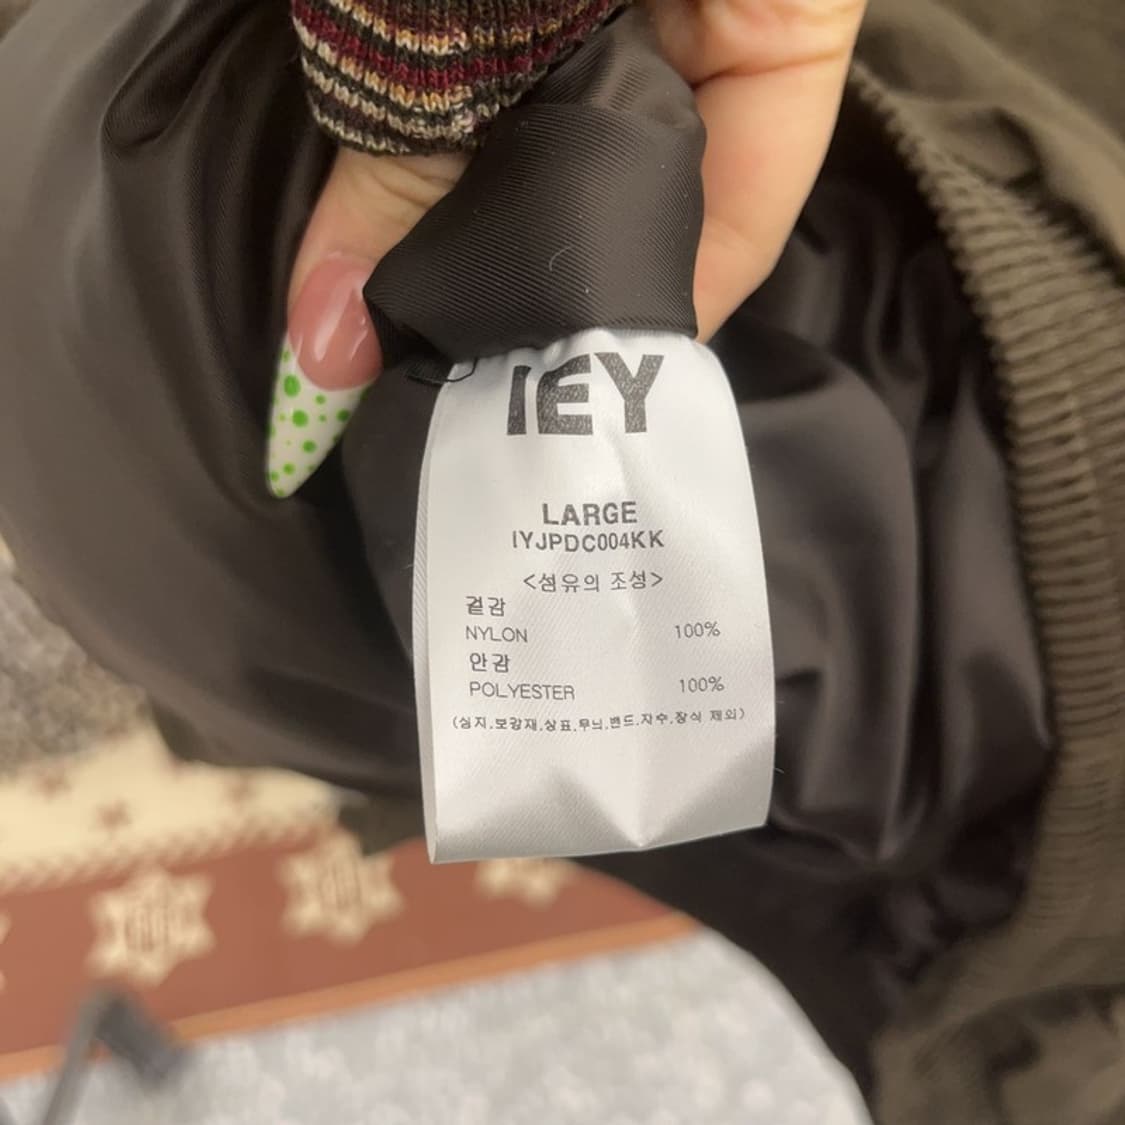 IEY
LARGE
IYJPDC004KK
<섬유의 조성>
겉감
NYLON 100%
안감
POLYESTER 100%
(심지.보강재.상표.무늬.밴드.자수.장식 제외)